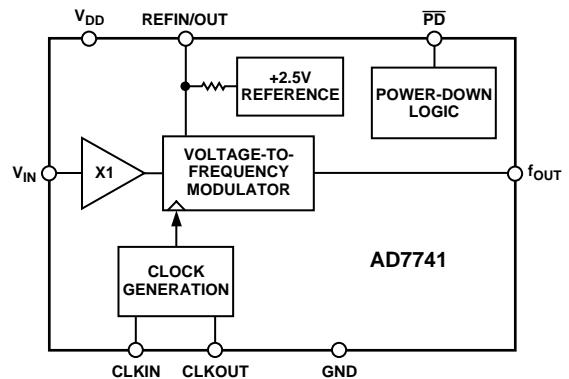 VDD
REFIN/OUT
PD
+2.5V
REFERENCE
POWER-DOWN
LOGIC
VIN
X1
VOLTAGE-TO-
FREQUENCY
MODULATOR
fOUT
CLOCK
GENERATION
AD7741
CLKIN
CLKOUT
GND